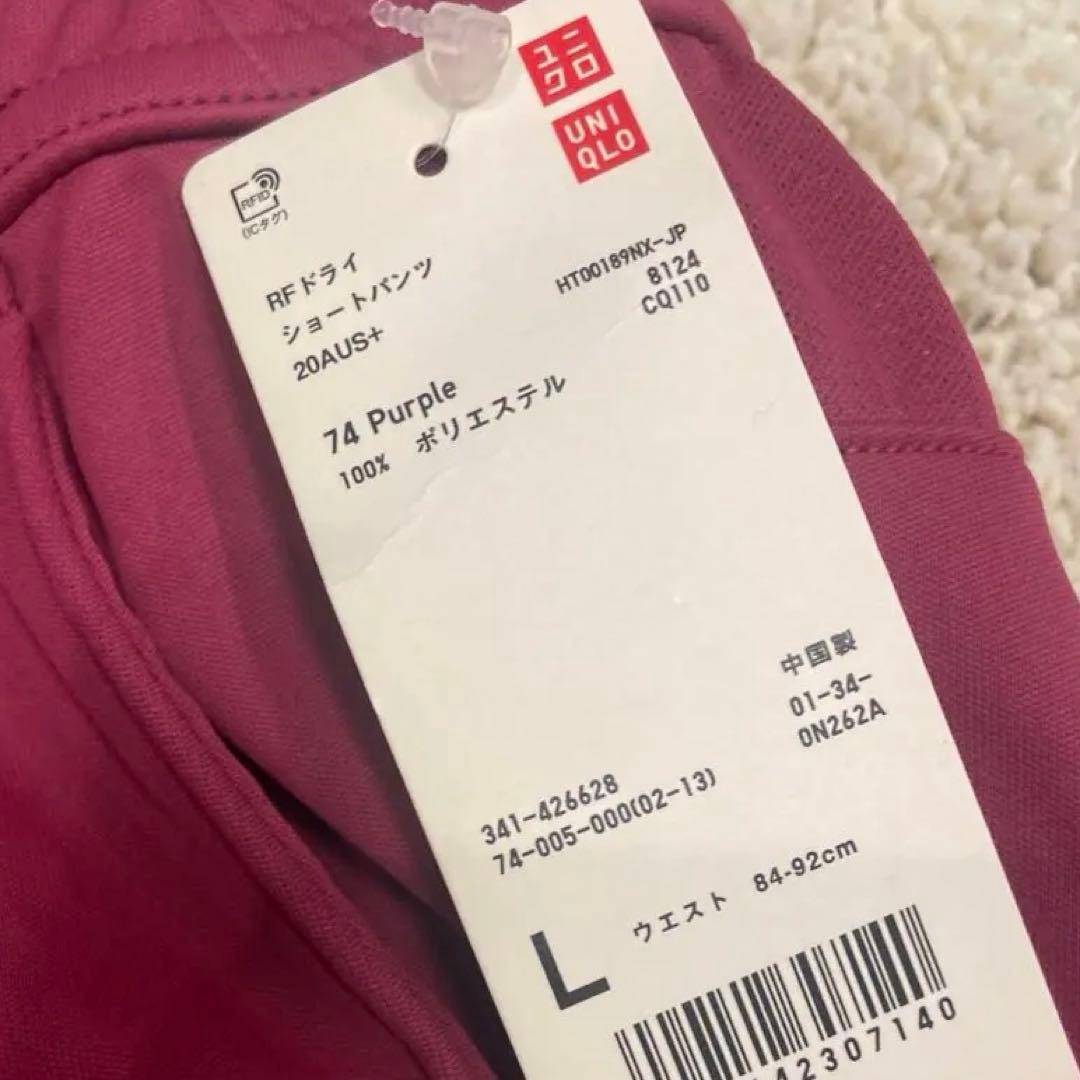 ユニ
クロ
UNI
QLO
RFID
(ICタグ)
RFドライ
ショートパンツ
20AUS+
HT00189NX-JP
8124
CQ110
74 Purple
100% ポリエステル
中国製
01-34-
0N262A
341-426628
74-005-000(02-13)
L ウエスト 84-92cm
42307140